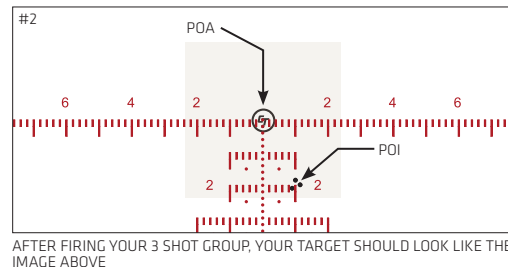 #2
POA
6 4 2 2 4 6
POI
2 2
AFTER FIRING YOUR 3 SHOT GROUP, YOUR TARGET SHOULD LOOK LIKE THE
IMAGE ABOVE